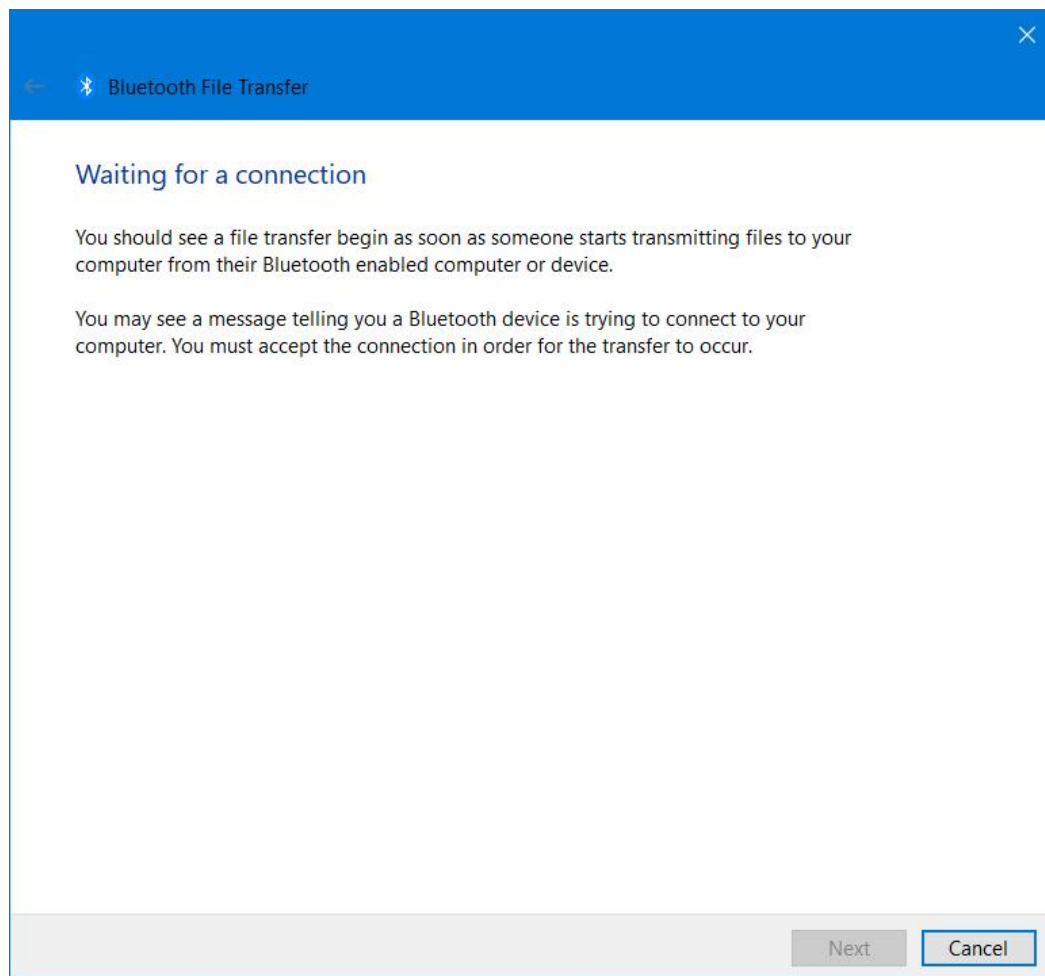 Bluetooth File Transfer
Waiting for a connection
You should see a file transfer begin as soon as someone starts transmitting files to your
computer from their Bluetooth enabled computer or device.
You may see a message telling you a Bluetooth device is trying to connect to your
computer. You must accept the connection in order for the transfer to occur.
Next
Cancel